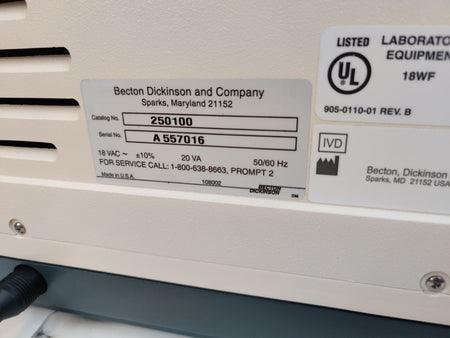 Becton Dickinson and Company
Sparks, Maryland 21152
Catalog No. 250100
Serial No. A 557016
18 VAC ~ ±10% 20 VA 50/60 Hz
FOR SERVICE CALL: 1-800-638-8663, PROMPT 2
Made in U.S.A. 108002 BECTON
DICKINSON
LISTED
UL
LABORATO
EQUIPMEN
18WF
905-0110-01 REV. B
IVD
Becton, Dickinson
Sparks, MD 21152 USA